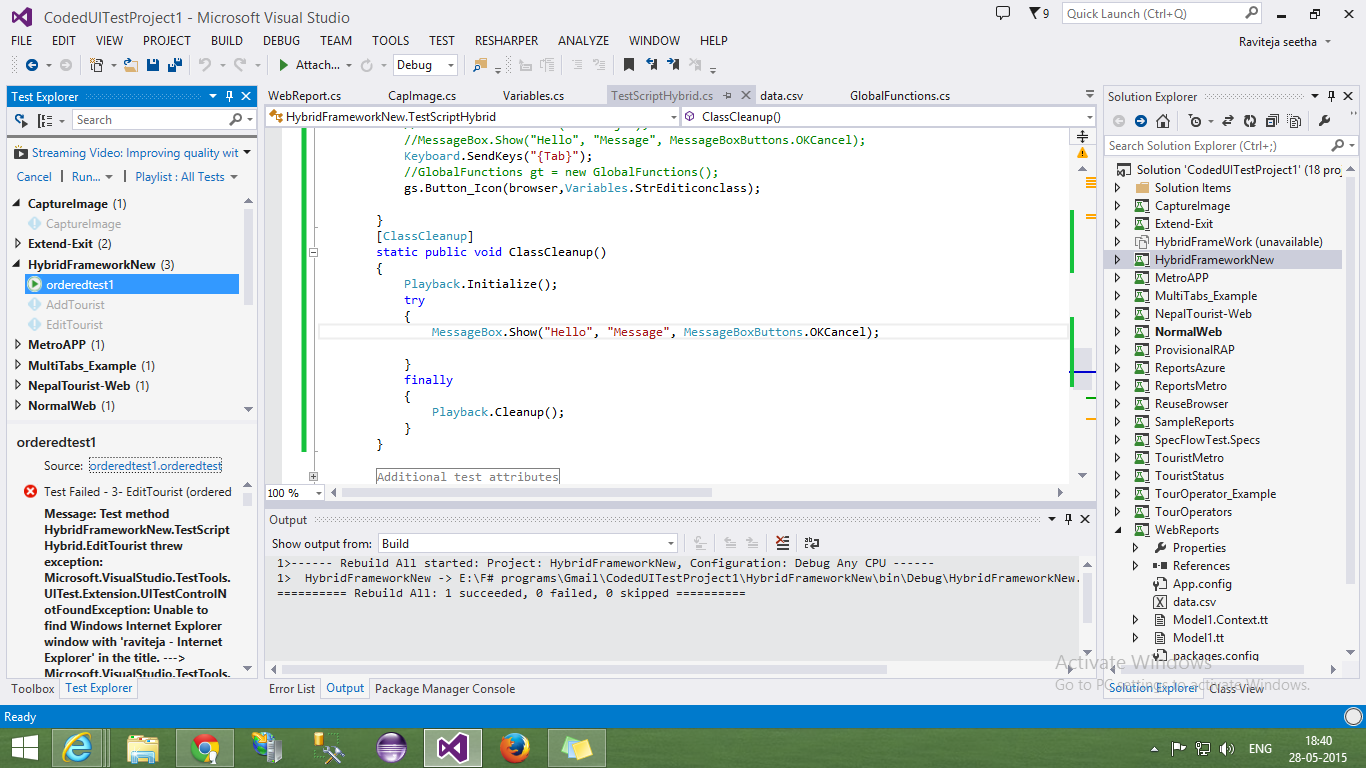 CodedUITestProject1 - Microsoft Visual Studio
9
Quick Launch (Ctrl+Q)
FILE EDIT VIEW PROJECT BUILD DEBUG TEAM TOOLS TEST RESHARPER ANALYZE WINDOW HELP
Raviteja seetha
Attach...
Debug
Test Explorer
Search
Streaming Video: Improving quality wit
Cancel | Run... | Playlist : All Tests
CaptureImage (1)
CaptureImage
Extend-Exit (2)
HybridFrameworkNew (3)
orderedtest1
AddTourist
EditTourist
MetroAPP (1)
MultiTabs_Example (1)
NepalTourist-Web (1)
NormalWeb (1)
orderedtest1
Source: orderedtest1.orderedtest
Test Failed - 3- EditTourist (ordered
Message: Test method
HybridFrameworkNew.TestScript
Hybrid.EditTourist threw
exception:
Microsoft.VisualStudio.TestTools.
UITest.Extension.UITestControlN
otFoundException: Unable to
find Windows Internet Explorer
window with 'raviteja - Internet
Explorer' in the title. --->
Microsoft.VisualStudio.TestTools.
Toolbox Test Explorer
WebReport.cs CapImage.cs Variables.cs TestScriptHybrid.cs data.csv GlobalFunctions.cs
HybridFrameworkNew.TestScriptHybrid
ClassCleanup()
//MessageBox.Show("Hello", "Message", MessageBoxButtons.OKCancel);
Keyboard.SendKeys("{Tab}");
//GlobalFunctions gt = new GlobalFunctions();
gs.Button_Icon(browser,Variables.StrEditiconclass);
}
[ClassCleanup]
static public void ClassCleanup()
{
Playback.Initialize();
try
{
MessageBox.Show("Hello", "Message", MessageBoxButtons.OKCancel);
}
finally
{
Playback.Cleanup();
}
}
Additional test attributes
100 %
Output
Show output from: Build
1>------ Rebuild All started: Project: HybridFrameworkNew, Configuration: Debug Any CPU ------
1>  HybridFrameworkNew -> E:\F# programs\Gmail\CodedUITestProject1\HybridFrameworkNew\bin\Debug\HybridFrameworkNew.
========== Rebuild All: 1 succeeded, 0 failed, 0 skipped ==========
Error List Output Package Manager Console
Solution Explorer
Search Solution Explorer (Ctrl+;)
Solution 'CodedUITestProject1' (18 proj
Solution Items
CaptureImage
Extend-Exit
HybridFrameWork (unavailable)
HybridFrameworkNew
MetroAPP
MultiTabs_Example
NepalTourist-Web
NormalWeb
ProvisionalRAP
ReportsAzure
ReportsMetro
ReuseBrowser
SampleReports
SpecFlowTest.Specs
TouristMetro
TouristStatus
TourOperator_Example
TourOperators
WebReports
Properties
References
App.config
data.csv
Model1.Context.tt
Model1.tt
packages.config
Activate Windows
Go to PC settings to activate Windows.
Solution Explorer Class View
Ready
ENG
18:40
28-05-2015